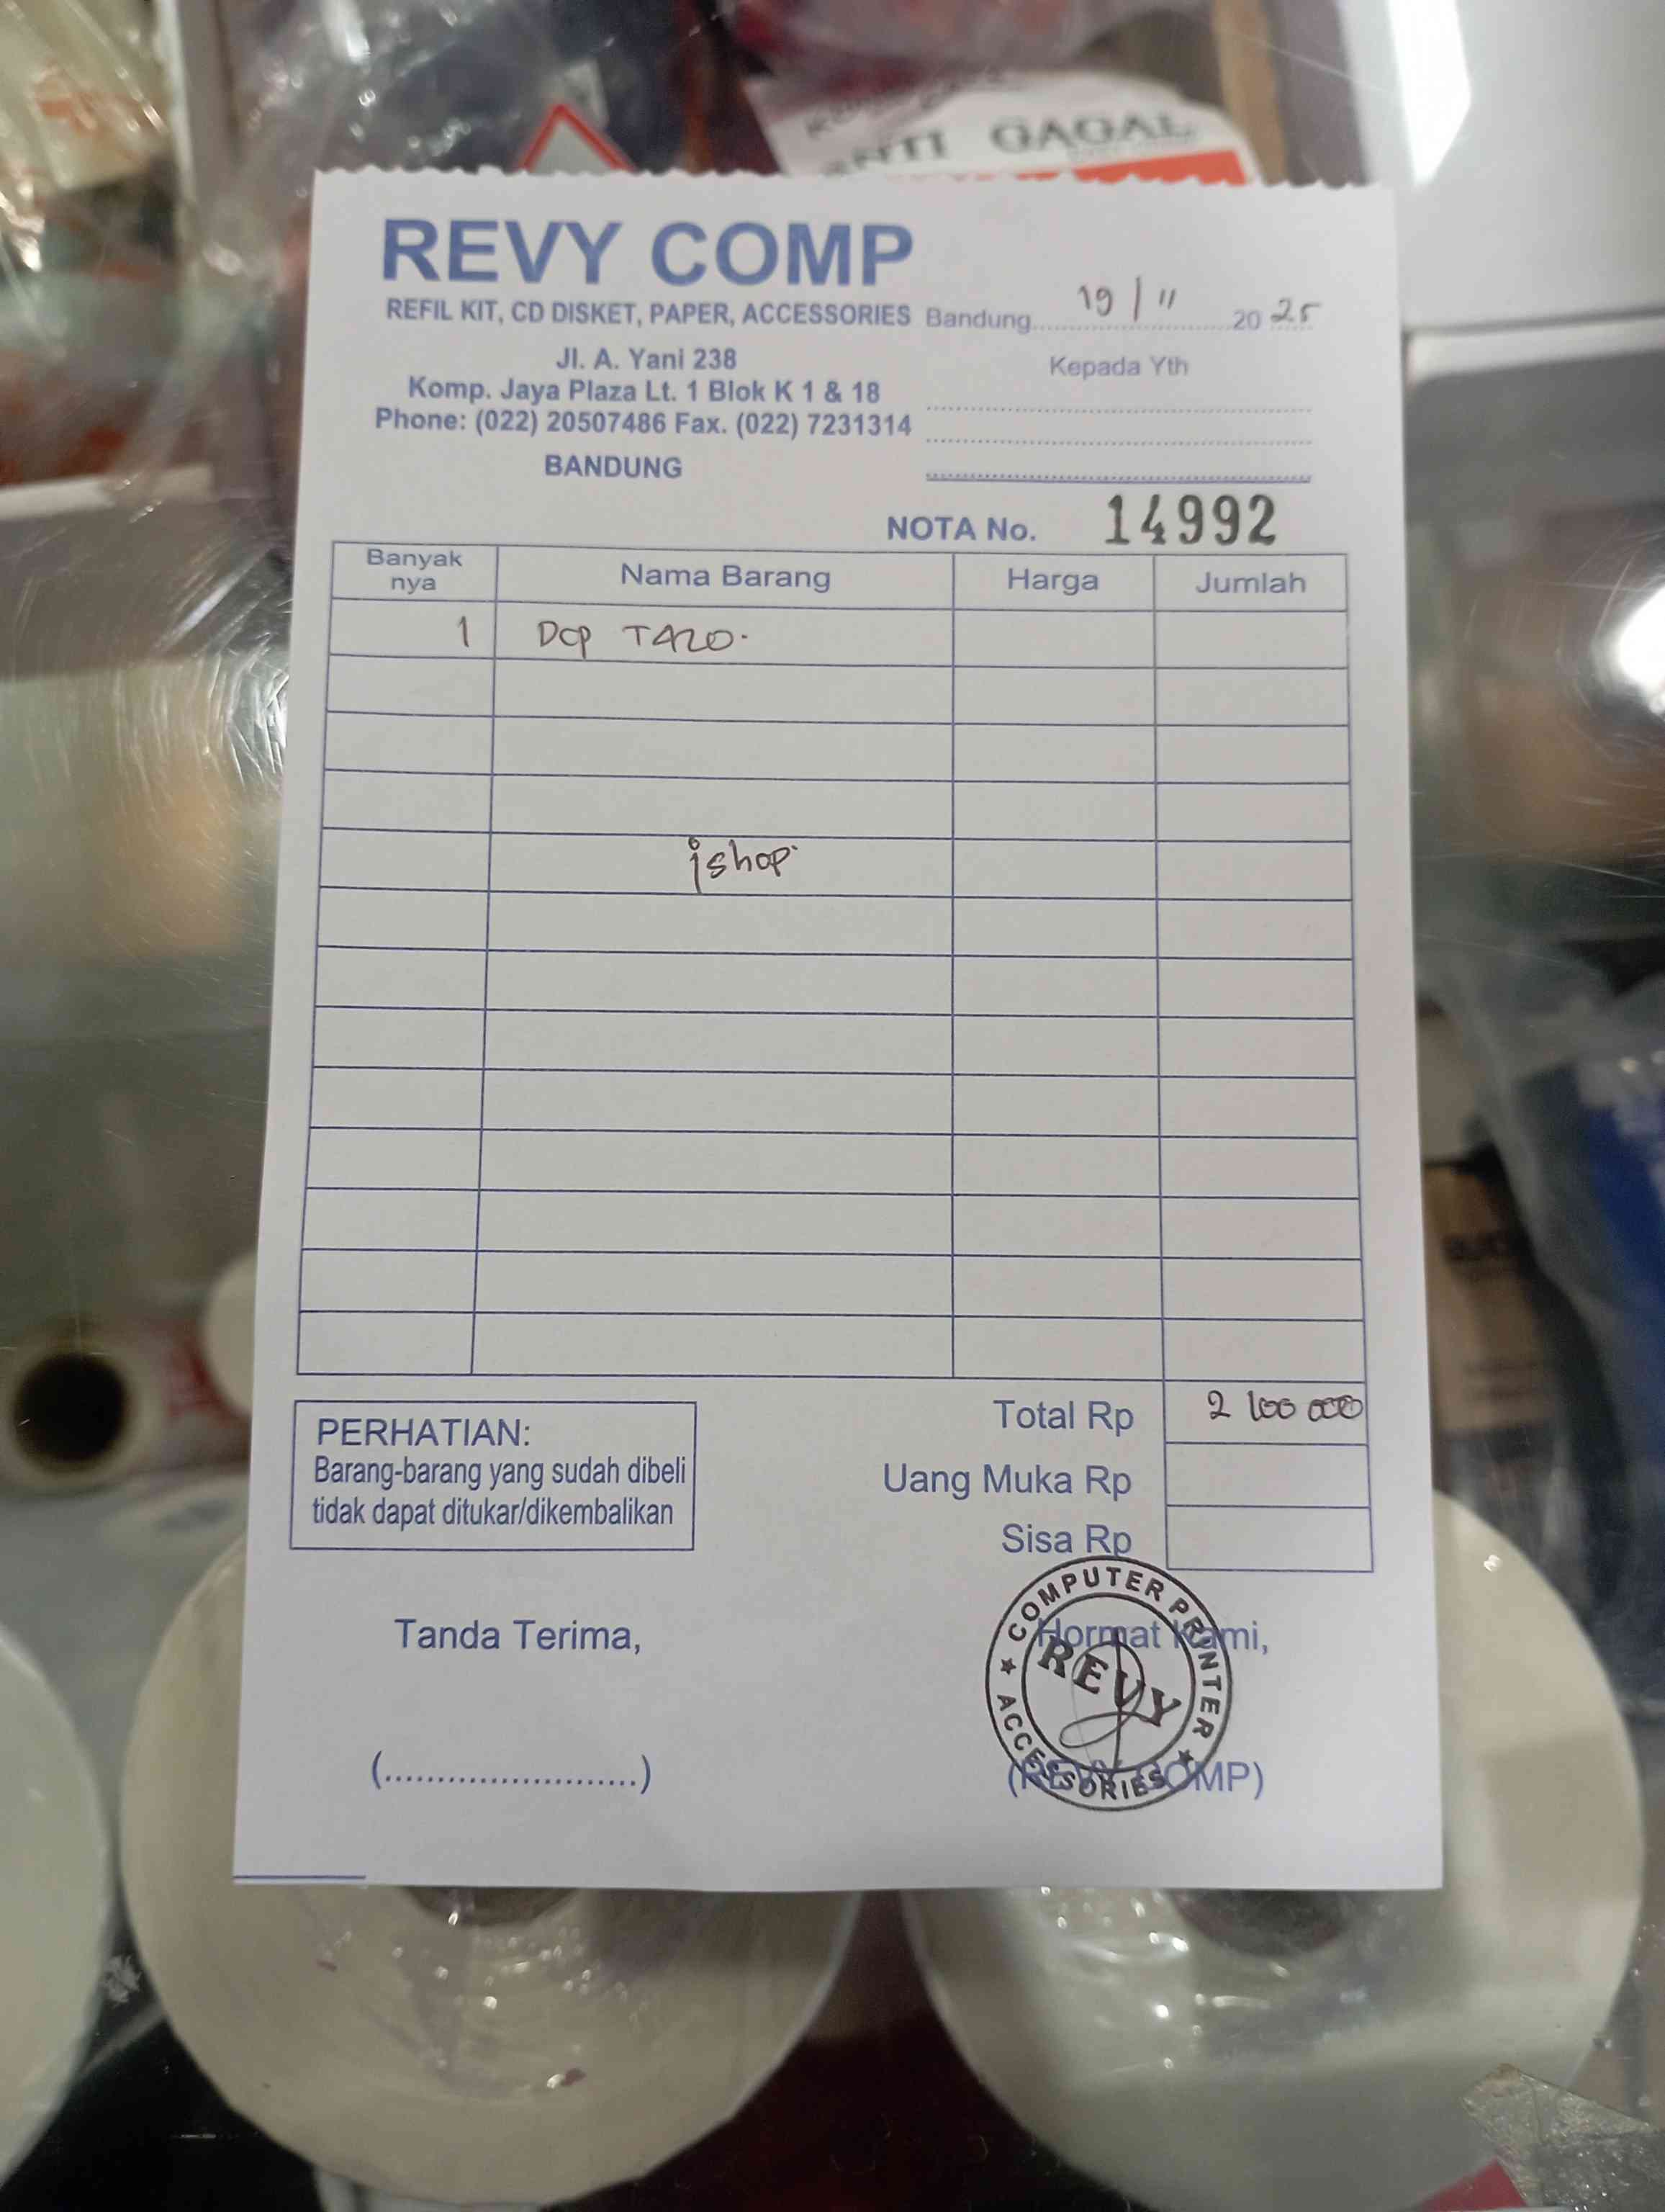 ANTI GAGAL
REVY COMP
REFIL KIT, CD DISKET, PAPER, ACCESSORIES
Bandung 19/11 2025
Jl. A. Yani 238
Komp. Jaya Plaza Lt. 1 Blok K 1 & 18
Phone: (022) 20507486 Fax. (022) 7231314
BANDUNG
Kepada Yth
NOTA No. 14992
Banyak nya Nama Barang Harga Jumlah
1 Dcp T420.
ishop
Total Rp 2 100 000
Uang Muka Rp
Sisa Rp
PERHATIAN:
Barang-barang yang sudah dibeli
tidak dapat ditukar/dikembalikan
Tanda Terima,
Hormat Kami,
COMPUTER PRINTER
REVY
ACCESSORIES
(.........................)
(REVY COMP)